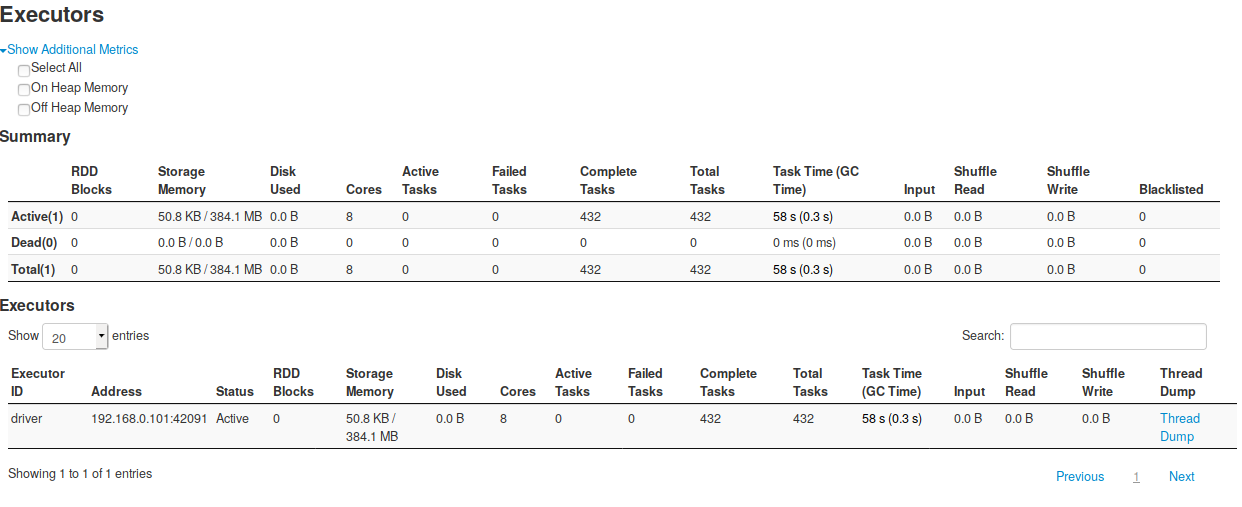 Executors
Show Additional Metrics
Select All
On Heap Memory
Off Heap Memory
Summary
RDD Blocks Storage Memory Disk Used Cores Active Tasks Failed Tasks Complete Tasks Total Tasks Task Time (GC Time) Input Shuffle Read Shuffle Write Blacklisted
Active(1) 0 50.8 KB / 384.1 MB 0.0 B 8 0 0 432 432 58 s (0.3 s) 0.0 B 0.0 B 0.0 B 0
Dead(0) 0 0.0 B / 0.0 B 0.0 B 0 0 0 0 0 0 ms (0 ms) 0.0 B 0.0 B 0.0 B 0
Total(1) 0 50.8 KB / 384.1 MB 0.0 B 8 0 0 432 432 58 s (0.3 s) 0.0 B 0.0 B 0.0 B 0
Executors
Show 20 entries Search:
Executor ID Address Status RDD Blocks Storage Memory Disk Used Cores Active Tasks Failed Tasks Complete Tasks Total Tasks Task Time (GC Time) Input Shuffle Read Shuffle Write Thread Dump
driver 192.168.0.101:42091 Active 0 50.8 KB / 384.1 MB 0.0 B 8 0 0 432 432 58 s (0.3 s) 0.0 B 0.0 B 0.0 B Thread Dump
Showing 1 to 1 of 1 entries Previous 1 Next